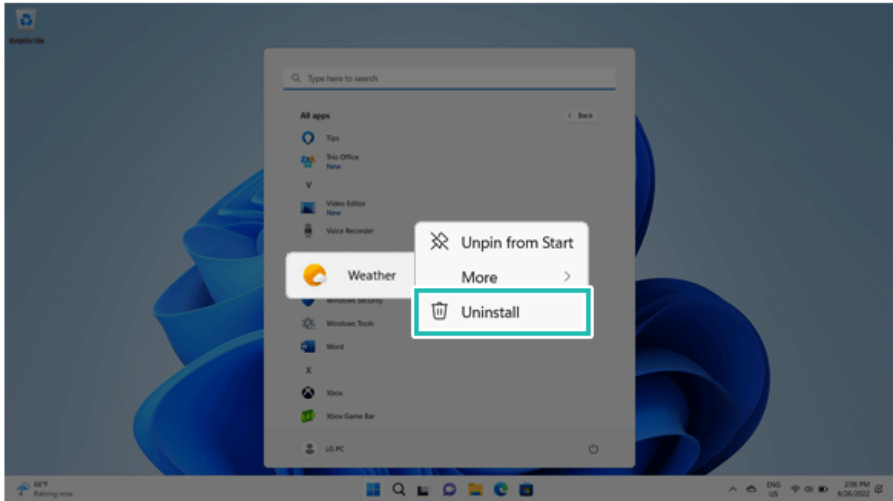 Type here to search
All apps
Back
Tips
Trio Office
New
V
Video Editor
New
Voice Recorder
Unpin from Start
Weather
More
Windows Security
Uninstall
Windows Tools
Word
X
Xbox
Xbox Game Bar
LG PC
66°F
Raining now
ENG
US
2:06 PM
8/26/2022